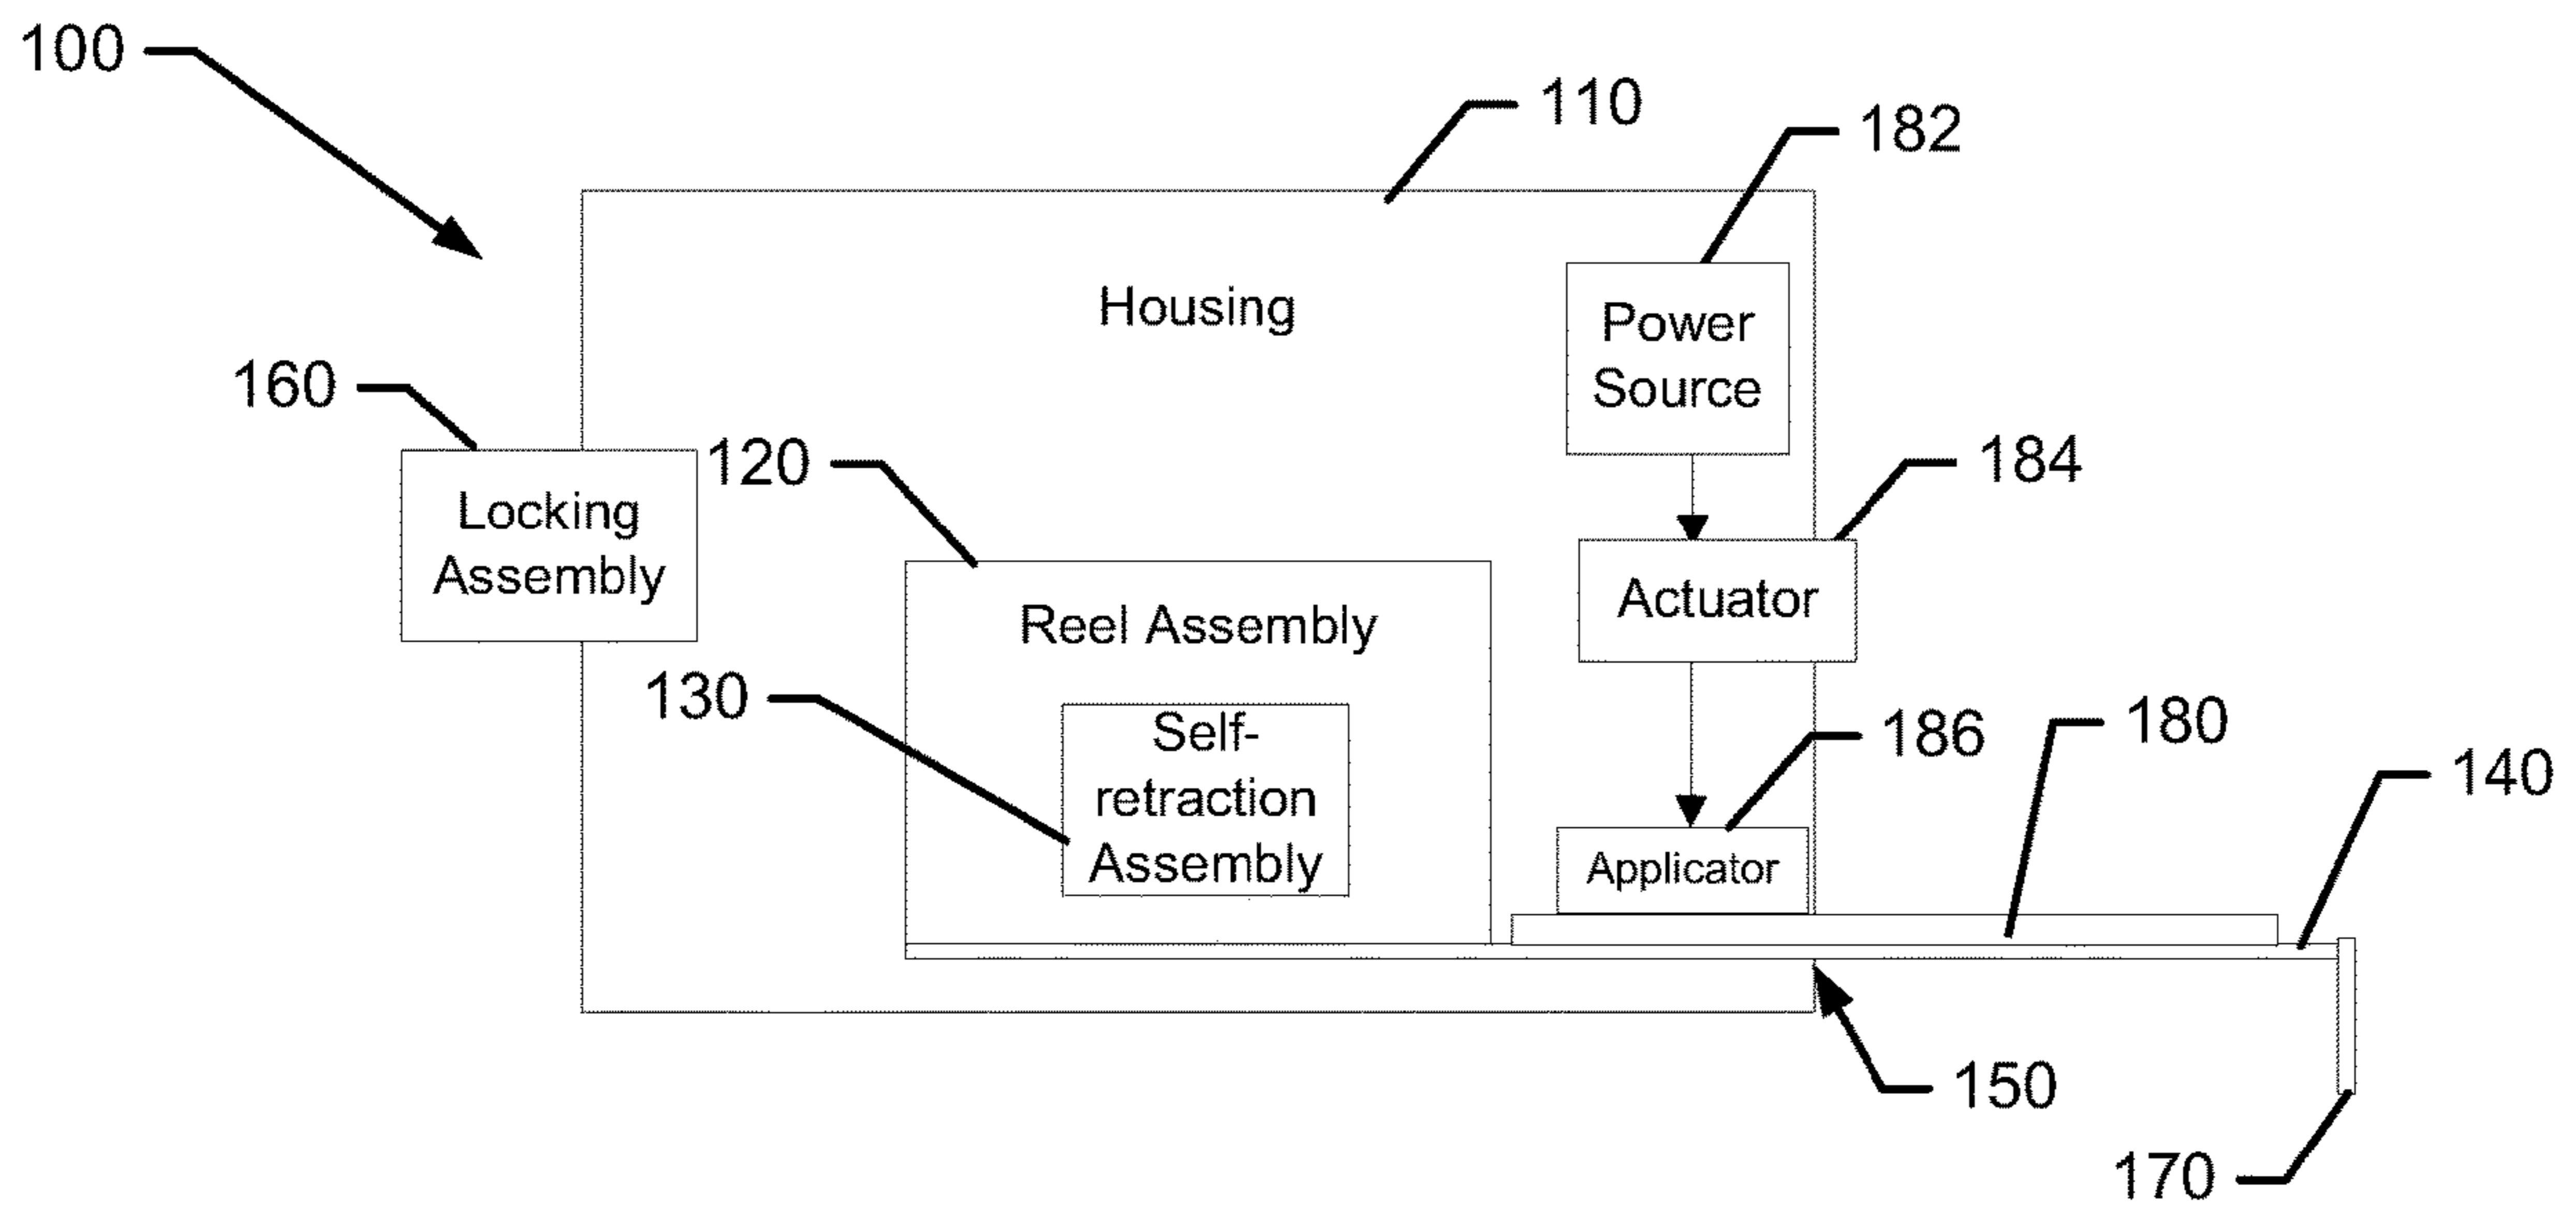 100
110
182
Housing
Power
Source
160
120
184
Locking
Assembly
Actuator
Reel Assembly
130
Self-
retraction
Assembly
186
180
140
Applicator
150
170